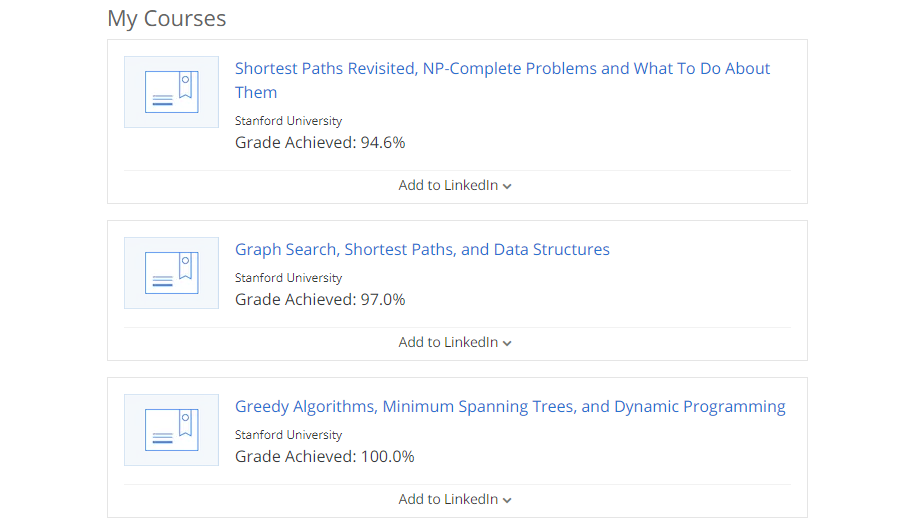 My Courses
Shortest Paths Revisited, NP-Complete Problems and What To Do About
Them
Stanford University
Grade Achieved: 94.6%
Add to LinkedIn
Graph Search, Shortest Paths, and Data Structures
Stanford University
Grade Achieved: 97.0%
Add to LinkedIn
Greedy Algorithms, Minimum Spanning Trees, and Dynamic Programming
Stanford University
Grade Achieved: 100.0%
Add to LinkedIn